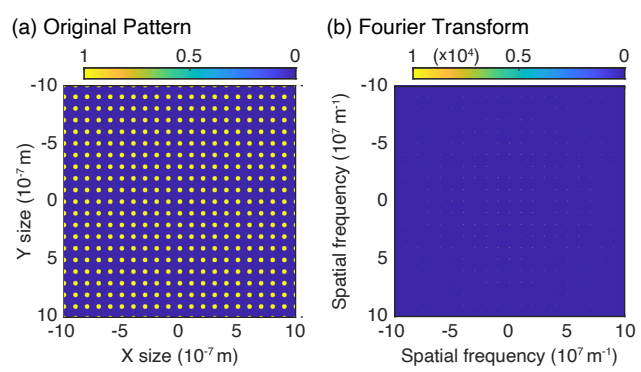 (a) Original Pattern
1 0.5 0
-10
-5
0
5
10
-10 -5 0 5 10
Y size (10⁻⁷ m)
X size (10⁻⁷ m)
(b) Fourier Transform
1 (x10⁴) 0.5 0
-10
-5
0
5
10
-10 -5 0 5 10
Spatial frequency (10⁷ m⁻¹)
Spatial frequency (10⁷ m⁻¹)